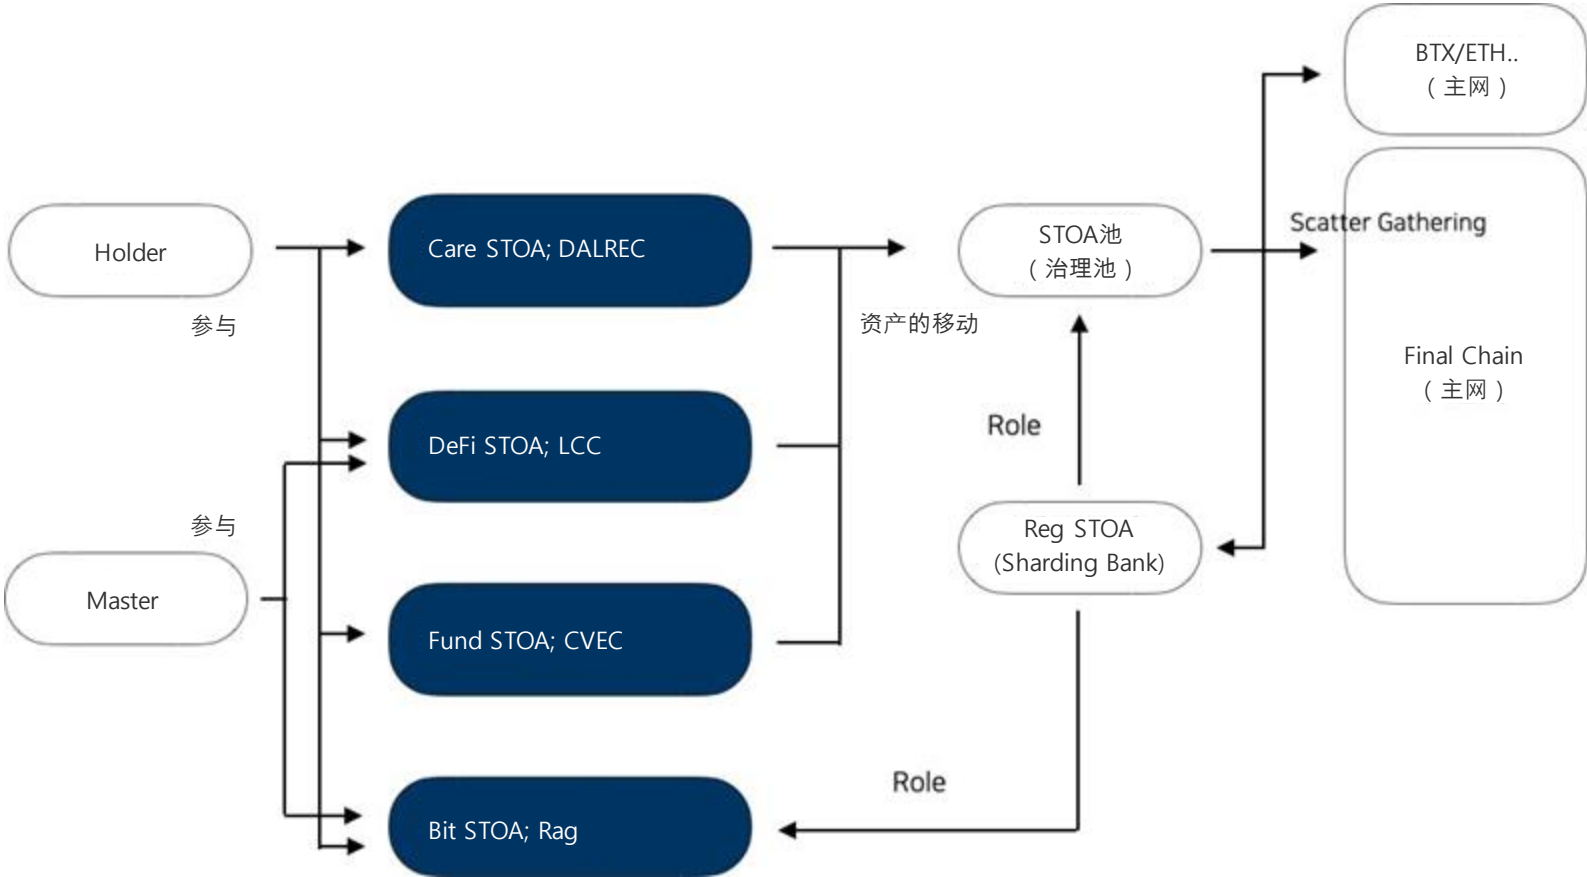 BTX/ETH..
（主网）
Holder
Care STOA; DALREC
STOA池
（治理池）
Scatter Gathering
参与
资产的移动
Final Chain
（主网）
DeFi STOA; LCC
Role
参与
Reg STOA
(Sharding Bank)
Master
Fund STOA; CVEC
Role
Bit STOA; Rag